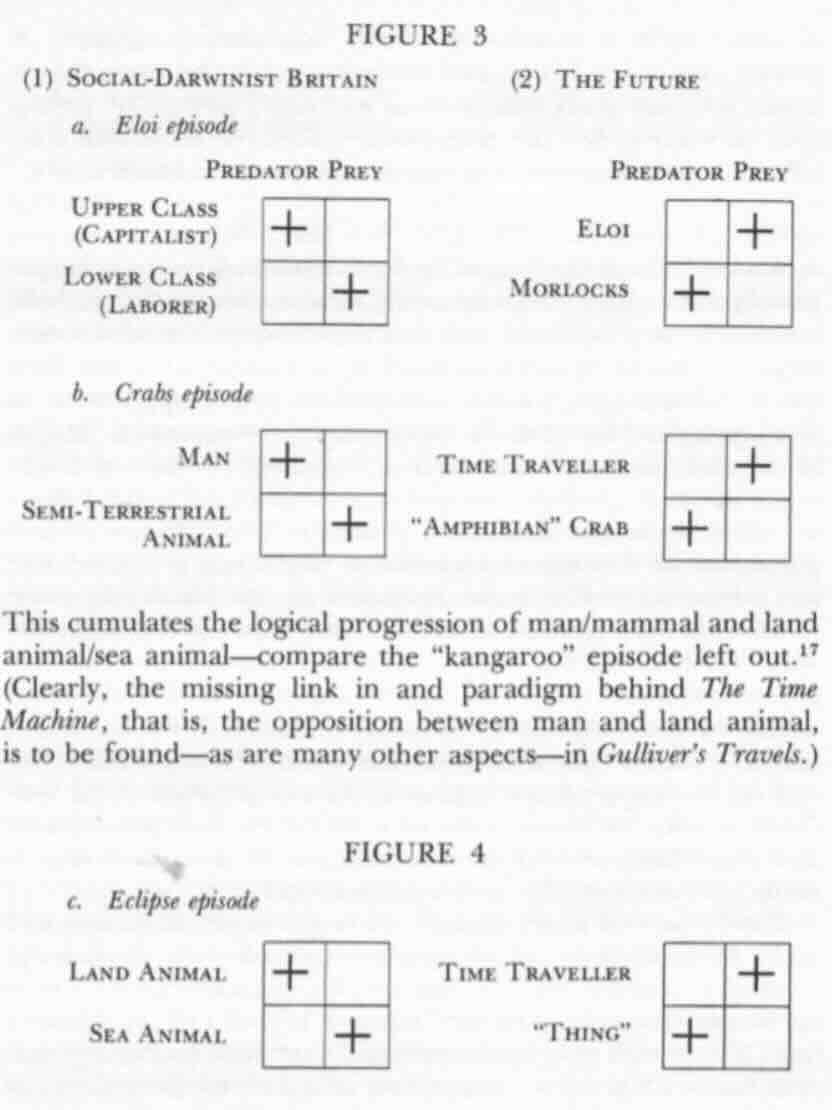 FIGURE 3
(1) SOCIAL-DARWINIST BRITAIN
(2) THE FUTURE
a. Eloi episode
PREDATOR PREY
PREDATOR PREY
UPPER CLASS
(CAPITALIST)
+
LOWER CLASS
(LABORER)
+
ELOI
+
MORLOCKS
+
b. Crabs episode
MAN
+
SEMI-TERRESTRIAL
ANIMAL
+
TIME TRAVELLER
+
“AMPHIBIAN” CRAB
+
This cumulates the logical progression of man/mammal and land
animal/sea animal—compare the “kangaroo” episode left out.17
(Clearly, the missing link in and paradigm behind The Time
Machine, that is, the opposition between man and land animal,
is to be found—as are many other aspects—in Gulliver’s Travels.)
FIGURE 4
c. Eclipse episode
LAND ANIMAL
+
SEA ANIMAL
+
TIME TRAVELLER
+
“THING”
+